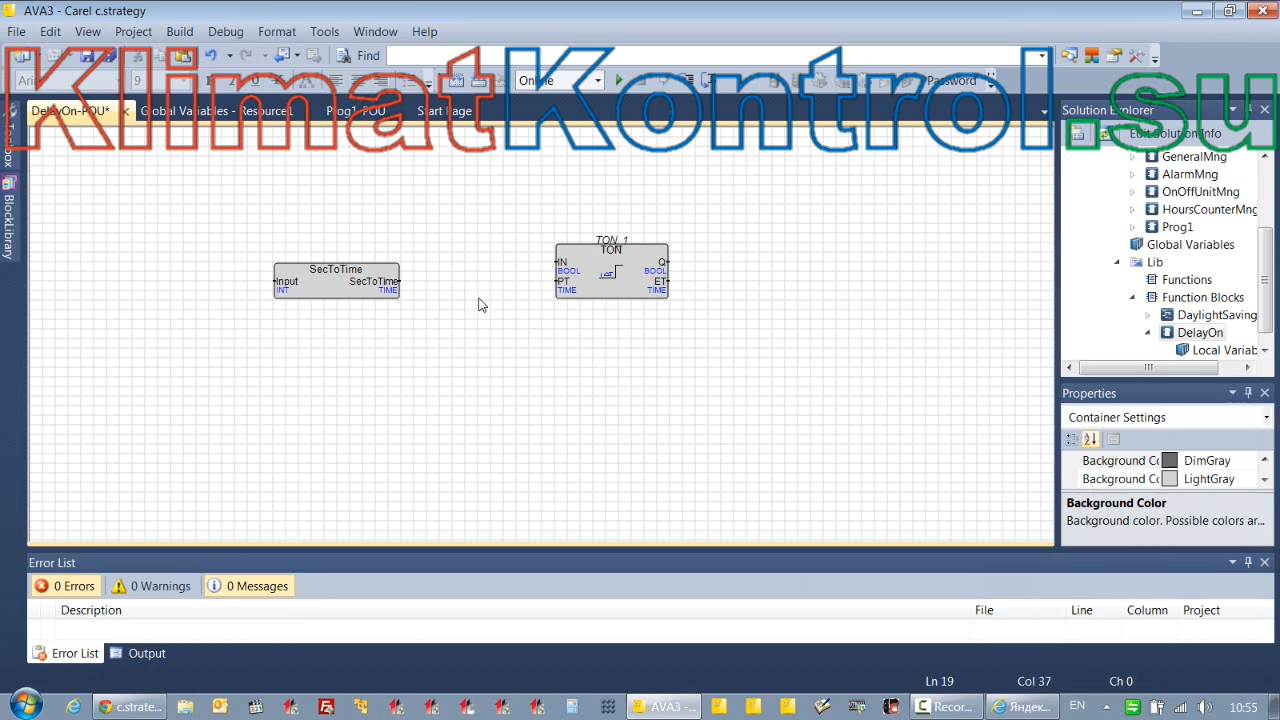 AVA3 - Carel c.strategy
File Edit View Project Build Debug Format Tools Window Help
Find
Online
Password
KlimatKontrol.su
DelayOn-POU* Global Variables - Resource1 Prog1-POU Start Page
Toolbox
BlockLibrary
SecToTime
Input SecToTime
INT TIME
TON_1
TON
IN Q
BOOL BOOL
PT ET
TIME TIME
Solution Explorer
Edit Solution Info
GeneralMng
AlarmMng
OnOffUnitMng
HoursCounterMng
Prog1
Global Variables
Lib
Functions
Function Blocks
DaylightSaving
DelayOn
Local Variab
Properties
Container Settings
Background Cc DimGray
Background Cc LightGray
Background Color
Background color. Possible colors ar...
Error List
0 Errors 0 Warnings 0 Messages
Description File Line Column Project
Error List Output
Ln 19 Col 37 Ch 0
c.strate... AVA3 -... Recor... Яндек... EN 10:55